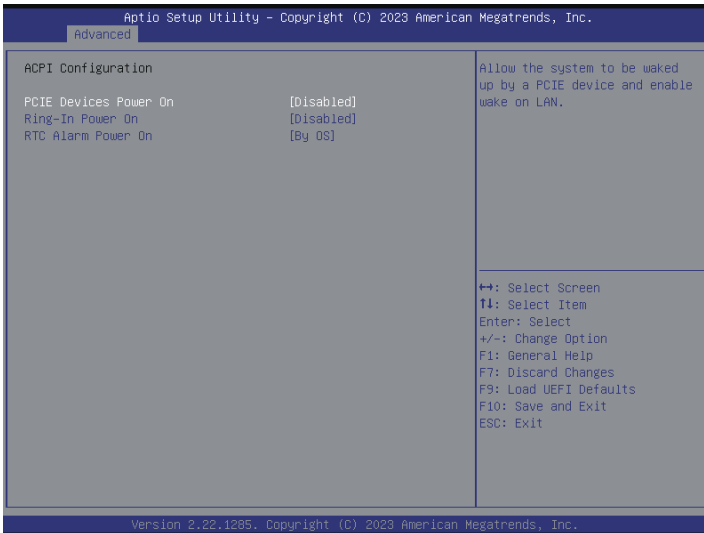 Aptio Setup Utility – Copyright (C) 2023 American Megatrends, Inc.
Advanced
ACPI Configuration
PCIE Devices Power On [Disabled]
Ring-In Power On [Disabled]
RTC Alarm Power On [By OS]
Allow the system to be waked
up by a PCIE device and enable
wake on LAN.
↔: Select Screen
↑↓: Select Item
Enter: Select
+/-: Change Option
F1: General Help
F7: Discard Changes
F9: Load UEFI Defaults
F10: Save and Exit
ESC: Exit
Version 2.22.1285. Copyright (C) 2023 American Megatrends, Inc.